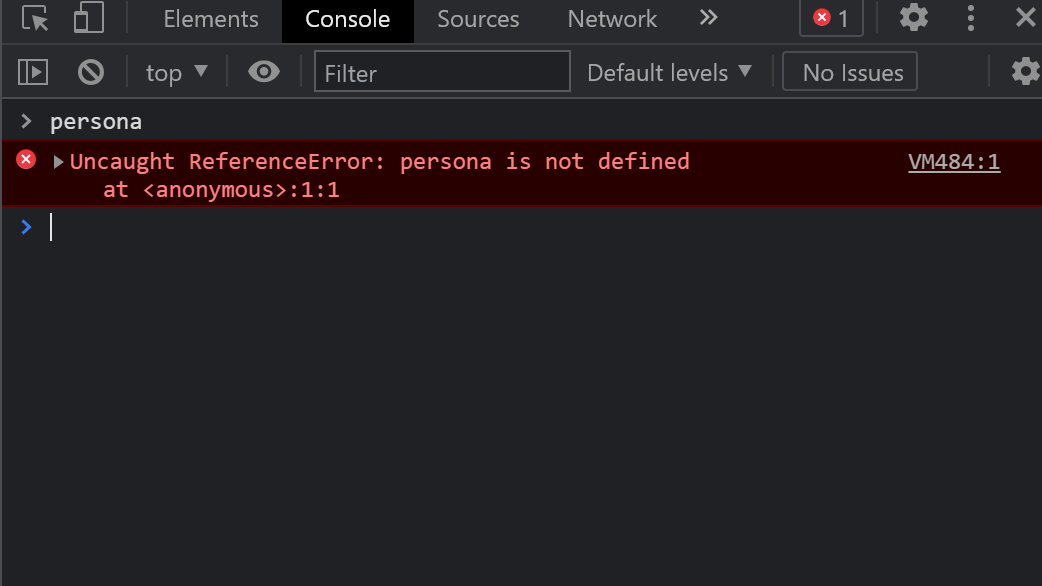 Elements Console Sources Network 1
top Filter Default levels No Issues
persona
Uncaught ReferenceError: persona is not defined VM484:1
at <anonymous>:1:1